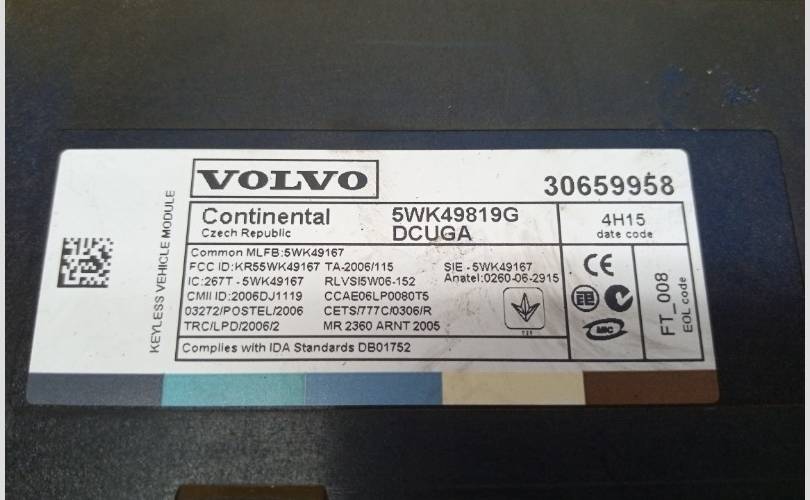 VOLVO
30659958
KEYLESS VEHICLE MODULE
Continental 5WK49819G
Czech Republic DCUGA
4H15
date code
Common MLFB:5WK49167
FCC ID:KR55WK49167 TA-2006/115 SIE-5WK49167
IC:267T-5WK49167 RLVSI5W06-152 Anatel:0260-06-2915
CMII ID:2006DJ1119 CCAE06LP0080T5
03272/POSTEL/2006 CETS/777C/0306/R
TRC/LPD/2006/2 MR 2360 ARNT 2005
Complies with IDA Standards DB01752
CE
MIC
FT_008
EOL code